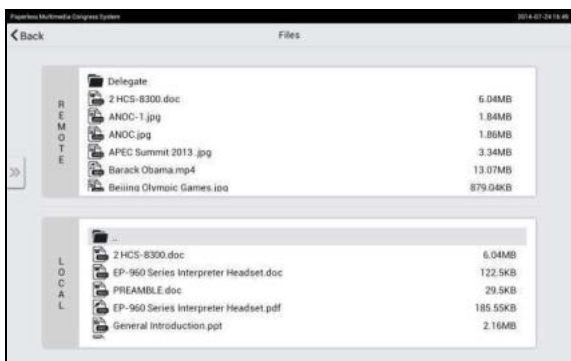 Paperless Multimedia Congress System 2014-07-24 16:49
Back Files
REMOTE
Delegate
2 HCS-8300.doc 6.04MB
ANOC-1.jpg 1.84MB
ANOC.jpg 1.86MB
APEC Summit 2013 .jpg 3.34MB
Barack Obama.mp4 13.07MB
Beijing Olympic Games.jpg 879.04KB
LOCAL
..
2 HCS-8300.doc 6.04MB
EP-960 Series Interpreter Headset.doc 122.5KB
PREAMBLE.doc 29.5KB
EP-960 Series Interpreter Headset.pdf 185.55KB
General Introduction.ppt 2.16MB